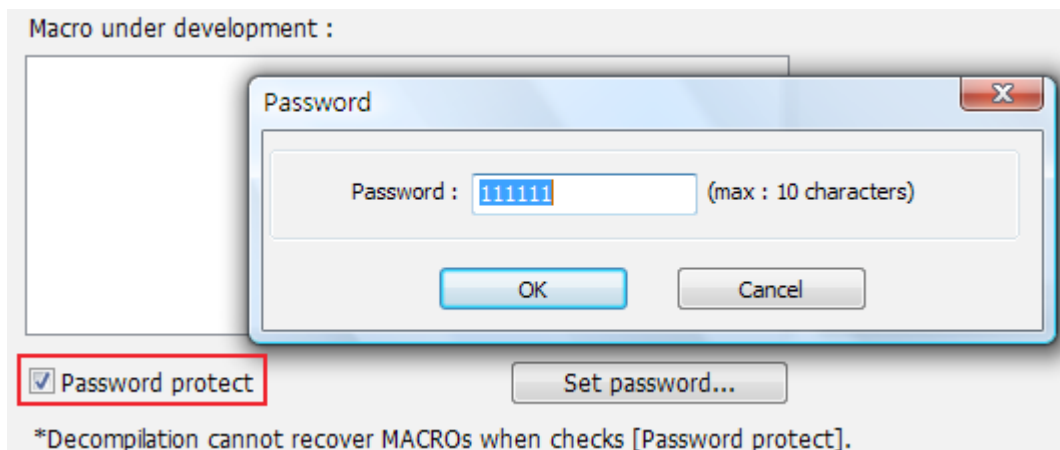 Macro under development :
Password
Password : 111111 (max : 10 characters)
OK Cancel
Password protect Set password...
*Decompilation cannot recover MACROs when checks [Password protect].